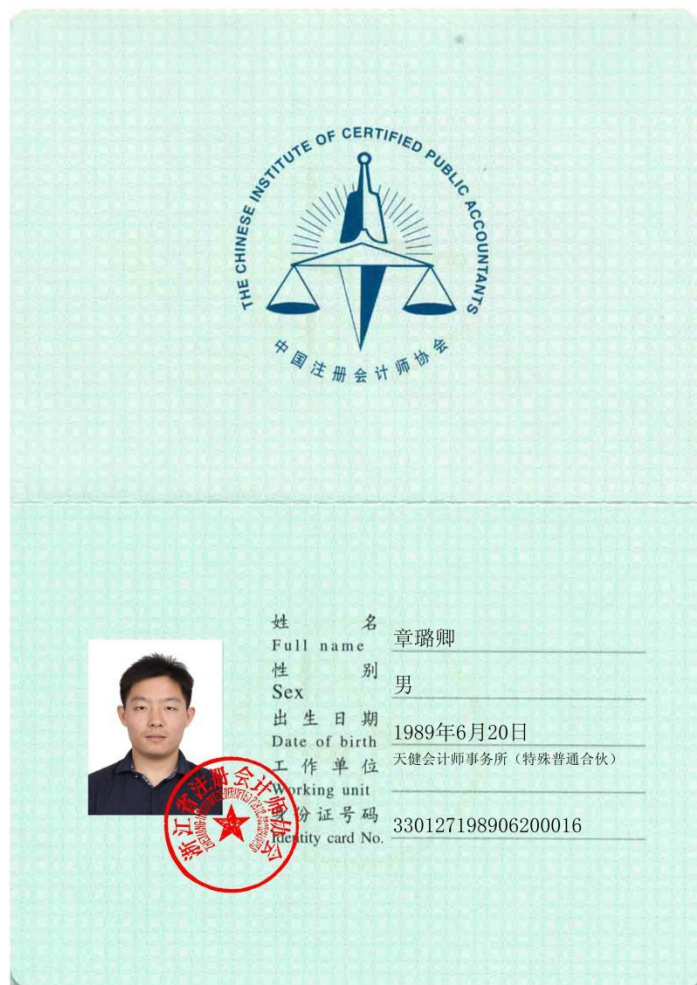 THE CHINESE INSTITUTE OF CERTIFIED PUBLIC ACCOUNTANTS
中国注册会计师协会
姓 名 章璐卿
Full name
性 别 男
Sex
出生日期 1989年6月20日
Date of birth
工作单位 天健会计师事务所（特殊普通合伙）
Working unit
份证号码 330127198906200016
Identity card No.
浙江省注册会计师协会